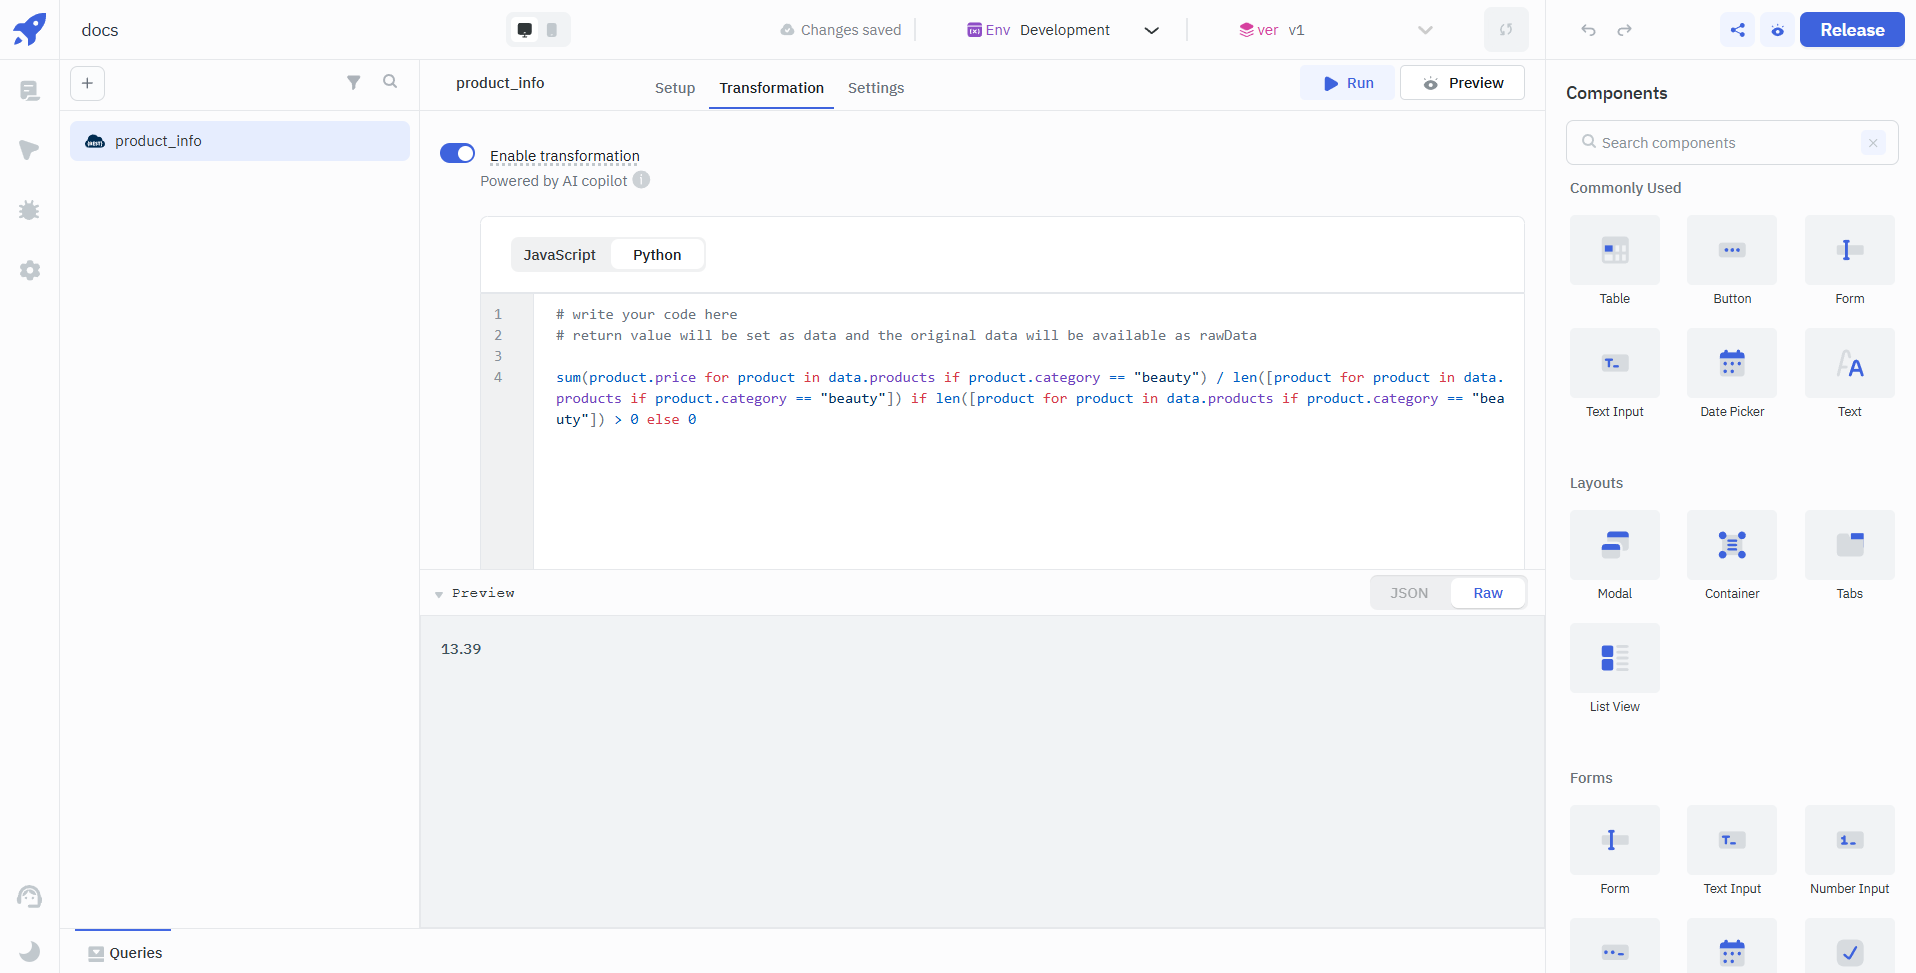 docs
Changes saved
Env Development
ver v1
Release
product_info
product_info
Setup
Transformation
Settings
Run
Preview
Enable transformation
Powered by AI copilot
JavaScript
Python
1 # write your code here
2 # return value will be set as data and the original data will be available as rawData
3
4 sum(product.price for product in data.products if product.category == "beauty") / len([product for product in data.
products if product.category == "beauty"]) if len([product for product in data.products if product.category == "bea
uty"]) > 0 else 0
Preview
JSON
Raw
13.39
Queries
Components
Search components
Commonly Used
Table
Button
Form
Text Input
Date Picker
Text
Layouts
Modal
Container
Tabs
List View
Forms
Form
Text Input
Number Input